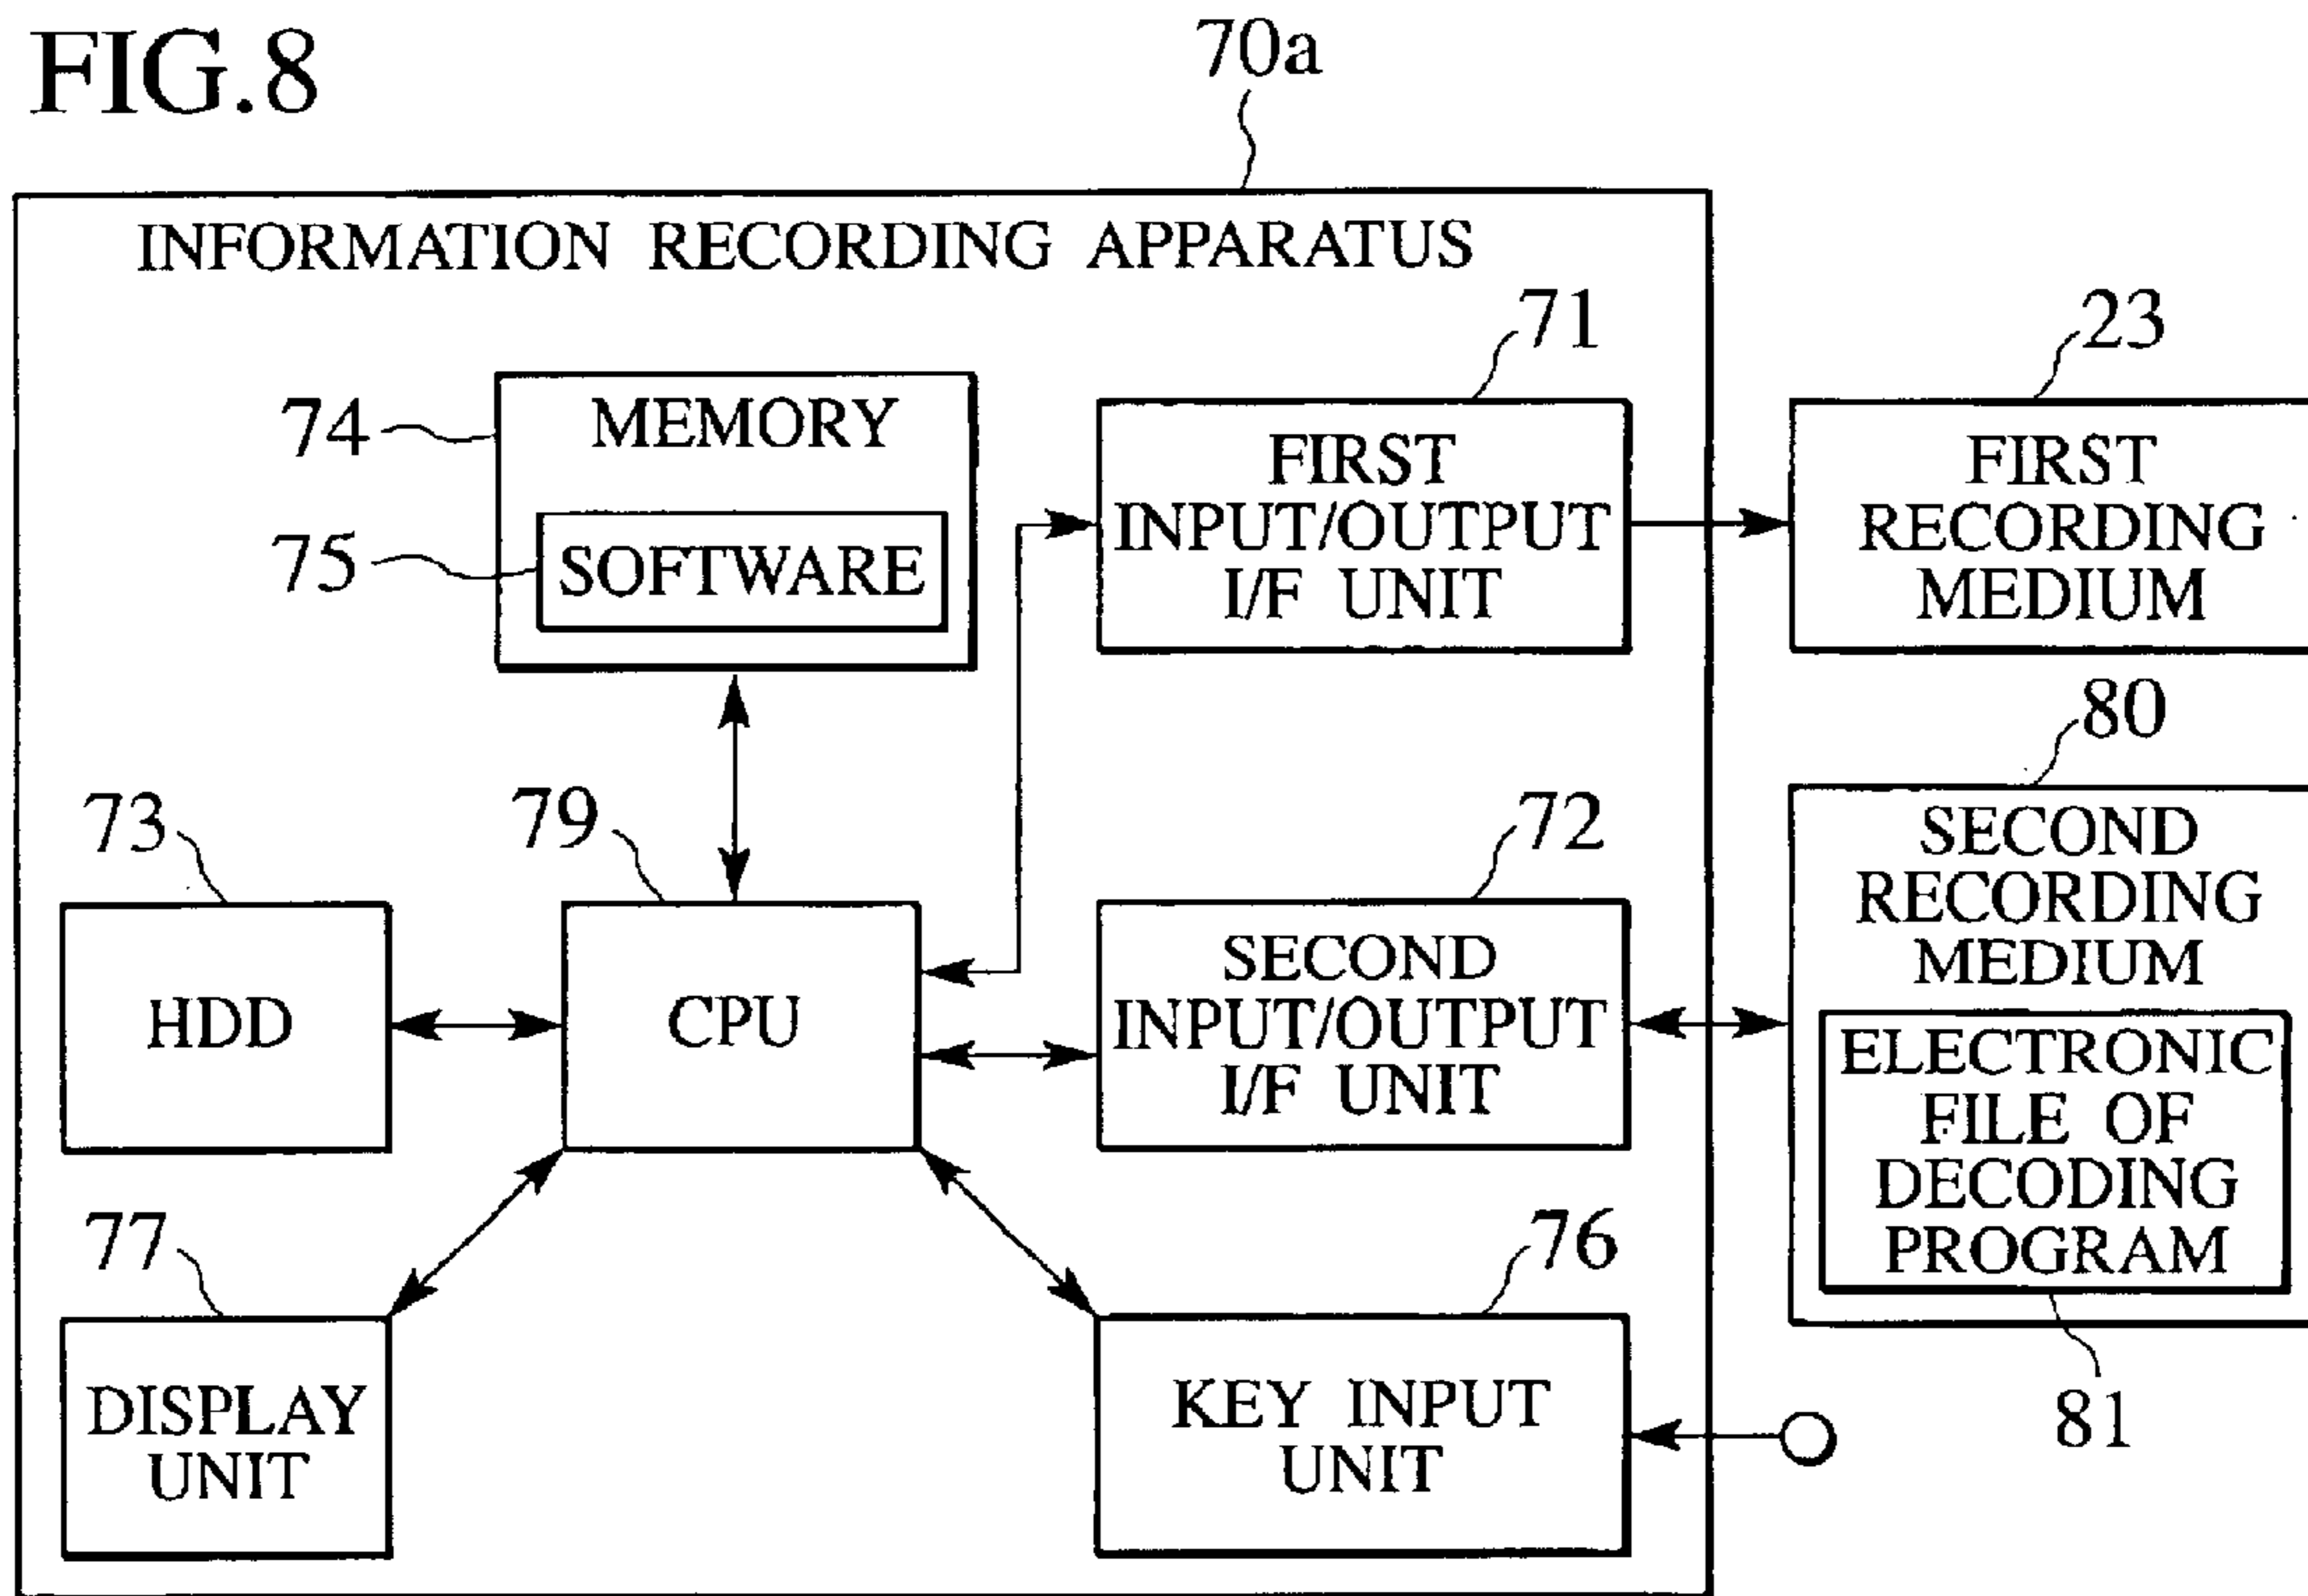 FIG.8
70a
INFORMATION RECORDING APPARATUS
71
23
74
MEMORY
75
SOFTWARE
FIRST
INPUT/OUTPUT
I/F UNIT
FIRST
RECORDING
MEDIUM
80
73
79
72
HDD
CPU
SECOND
INPUT/OUTPUT
I/F UNIT
SECOND
RECORDING
MEDIUM
ELECTRONIC
FILE OF
DECODING
PROGRAM
77
76
81
DISPLAY
UNIT
KEY INPUT
UNIT